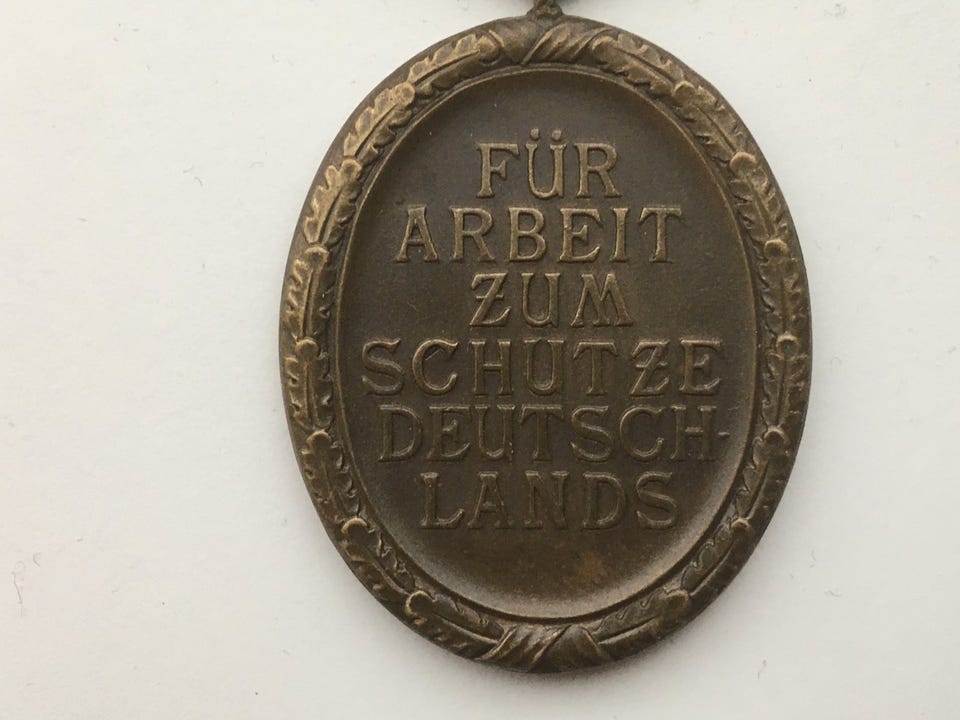 FÜR
ARBEIT
ZUM
SCHUTZE
DEUTSCH-
LANDS